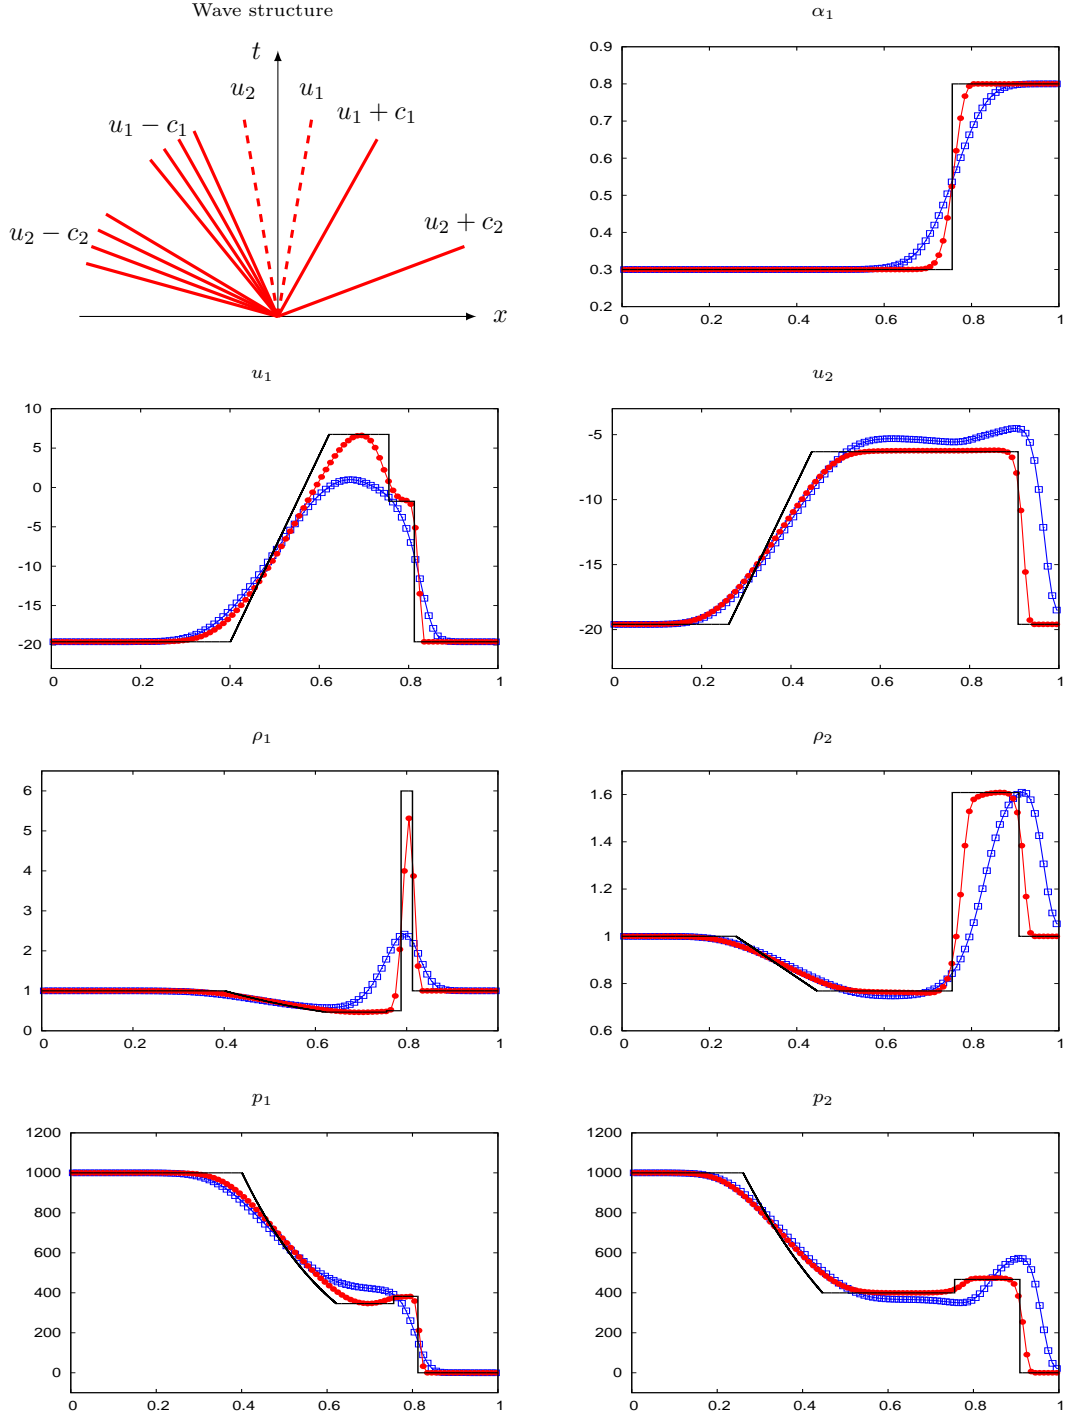 Wave structure
t
u₂ u₁
u₁ − c₁ u₁ + c₁
u₂ − c₂ u₂ + c₂
x
α₁
0.9
0.8
0.7
0.6
0.5
0.4
0.3
0.2
0 0.2 0.4 0.6 0.8 1
u₁
10
5
0
-5
-10
-15
-20
0 0.2 0.4 0.6 0.8 1
u₂
-5
-10
-15
-20
0 0.2 0.4 0.6 0.8 1
ρ₁
6
5
4
3
2
1
0
0 0.2 0.4 0.6 0.8 1
ρ₂
1.6
1.4
1.2
1
0.8
0.6
0 0.2 0.4 0.6 0.8 1
p₁
1200
1000
800
600
400
200
0
0 0.2 0.4 0.6 0.8 1
p₂
1200
1000
800
600
400
200
0
0 0.2 0.4 0.6 0.8 1